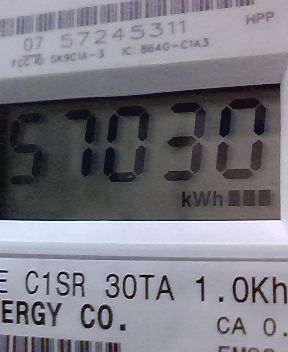 HPP
07 57245311
FCC ID: SK9C1A-3 IC: 864G-C1A3
57030
kWh
E C1SR 30TA 1.0Kh
ERGY CO.
CA 0.